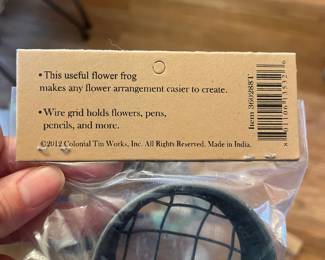 • This useful flower frog
makes any flower arrangement easier to create.
• Wire grid holds flowers, pens,
pencils, and more.
©2012 Colonial Tin Works, Inc. All Rights Reserved. Made in India.
Item 360288T